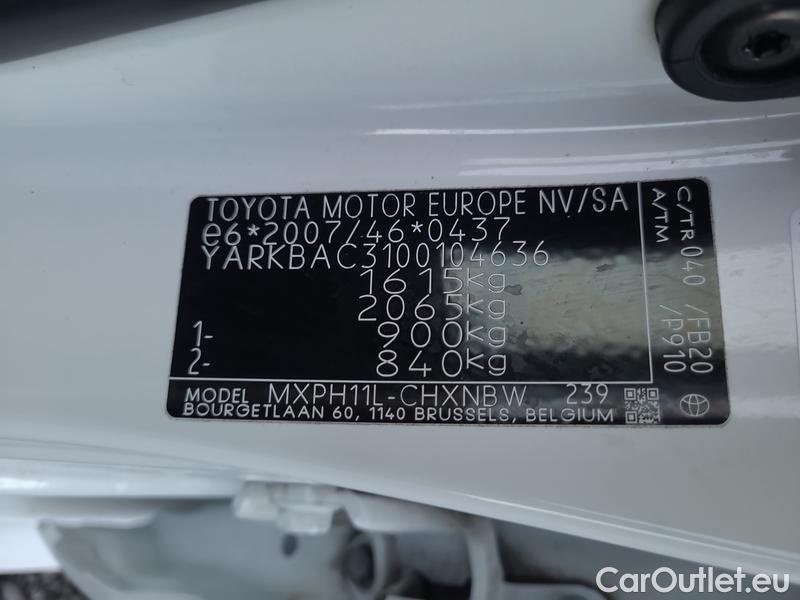 TOYOTA MOTOR EUROPE NV/SA
e6*2007/46*0437
YARKBAC3100104636
1615kg
2065kg
1- 900kg
2- 840kg
MODEL MXPH11L-CHXNBW 239
BOURGETLAAN 60, 1140 BRUSSELS, BELGIUM
C/TR 040 /FB20
A/TM /P910
CarOutlet.eu